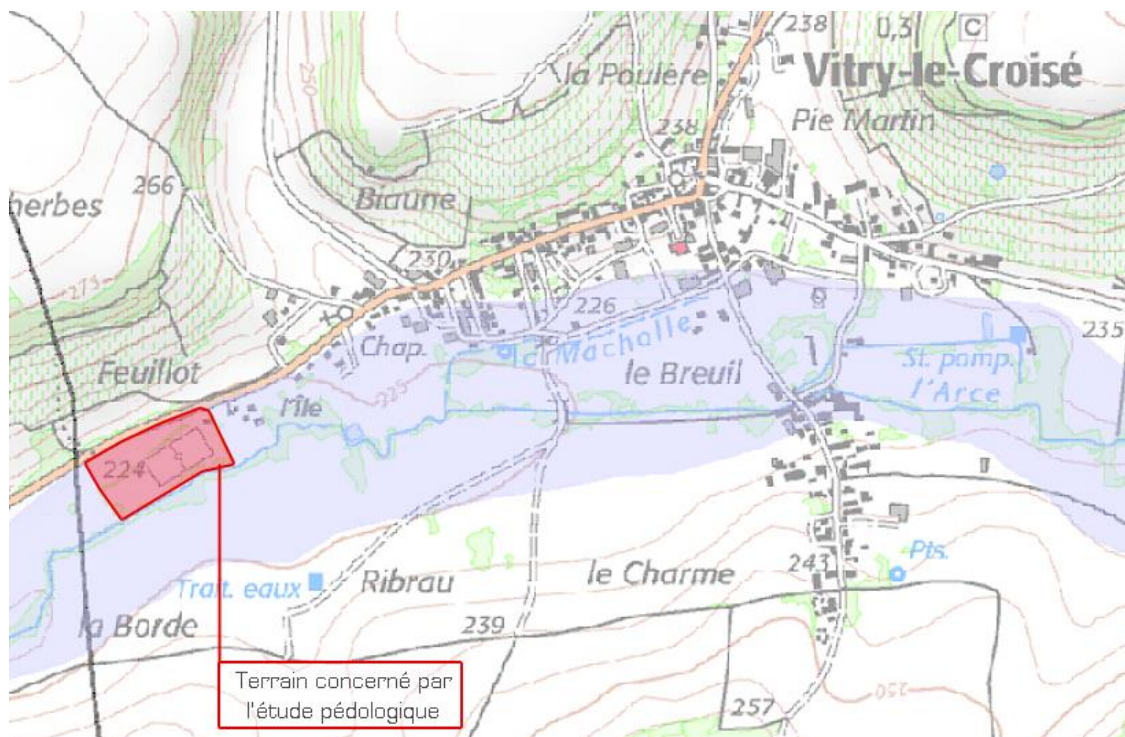 238
0,3
C
Vitry-le-Croisé
la Poulère
Pie Martin
238
266
herbes
Biaune
230
275
226
235
Chap.
la Machalle
St. pomp.
Feuillot
le Breuil
l'Arce
225
l'Île
224
Pts.
Trait. eaux
Ribrau
le Charme
243
la Borde
239
Terrain concerné par
l'étude pédologique
257
250